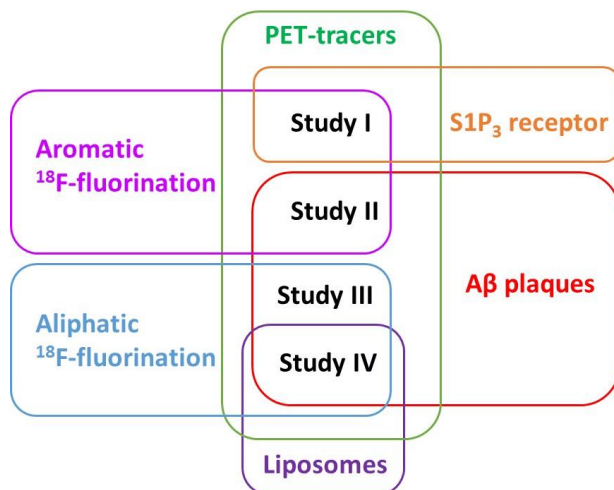 PET-tracers
Study I
S1P₃ receptor
Aromatic
¹⁸F-fluorination
Study II
Aβ plaques
Study III
Aliphatic
¹⁸F-fluorination
Study IV
Liposomes